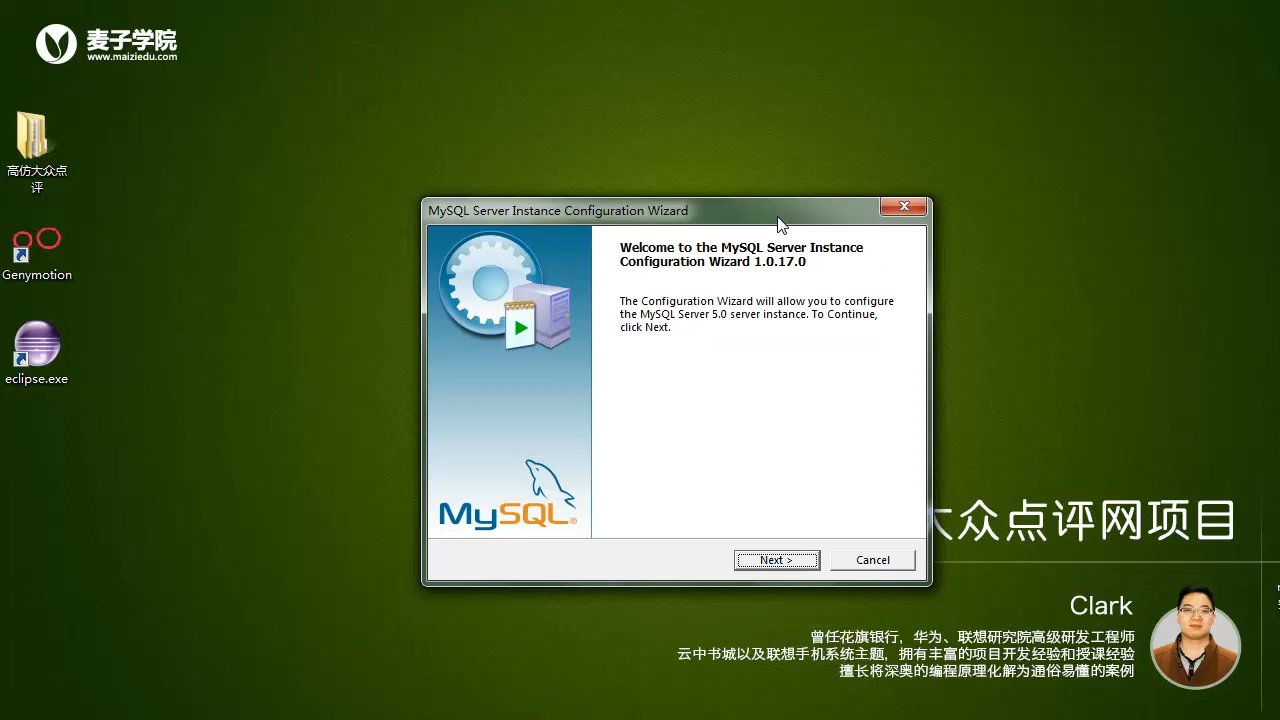 麦子学院
www.maiziedu.com
高仿大众点
评
Genymotion
eclipse.exe
MySQL Server Instance Configuration Wizard
Welcome to the MySQL Server Instance
Configuration Wizard 1.0.17.0
The Configuration Wizard will allow you to configure
the MySQL Server 5.0 server instance. To Continue,
click Next.
MySQL®
Next >
Cancel
大众点评网项目
Clark
曾任花旗银行，华为、联想研究院高级研发工程师
云中书城以及联想手机系统主题，拥有丰富的项目开发经验和授课经验
擅长将深奥的编程原理化解为通俗易懂的案例